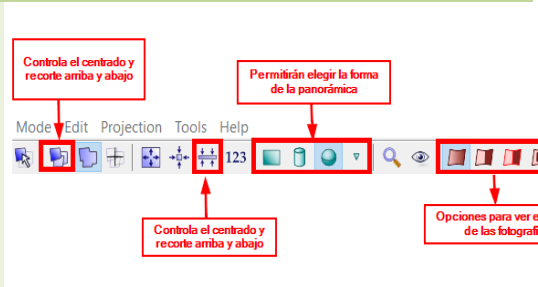 Controla el centrado y
recorte arriba y abajo
Permitirán elegir la forma
de la panorámica
Mode Edit Projection Tools Help
123
Controla el centrado y
recorte arriba y abajo
Opciones para ver e
de las fotografi